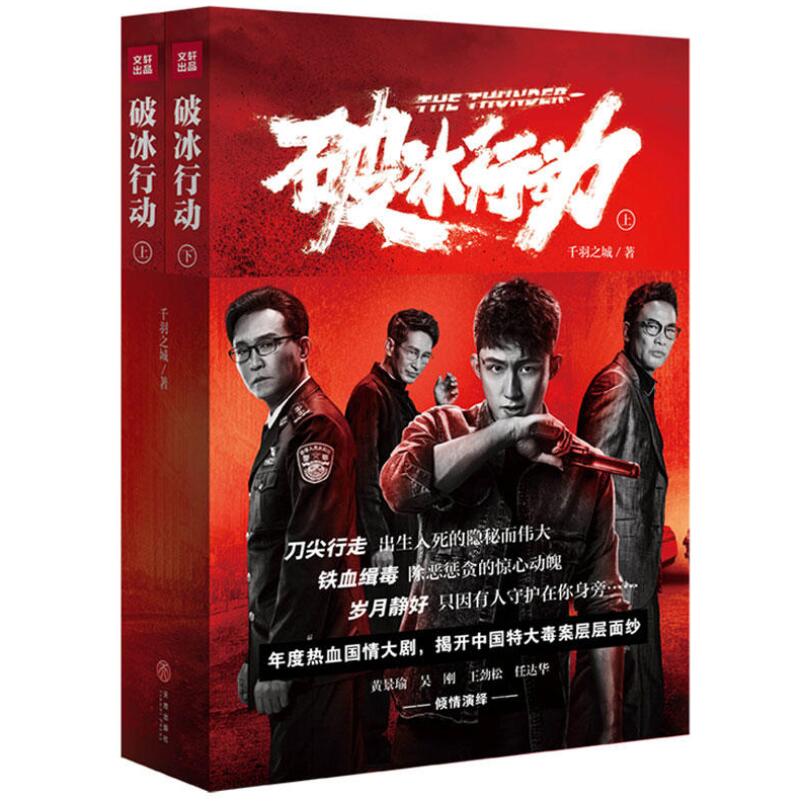 文轩
出品
破冰行动
上
千羽之城/著
天地出版社
文轩
出品
破冰行动
下
THE THUNDER
破冰行动
上
千羽之城/著
刀尖行走 出生入死的隐秘而伟大
铁血缉毒 除恶惩贪的惊心动魄
岁月静好 只因有人守护在你身旁……
年度热血国情大剧，揭开中国特大毒案层层面纱
黄景瑜 吴刚 王劲松 任达华
——倾情演绎——